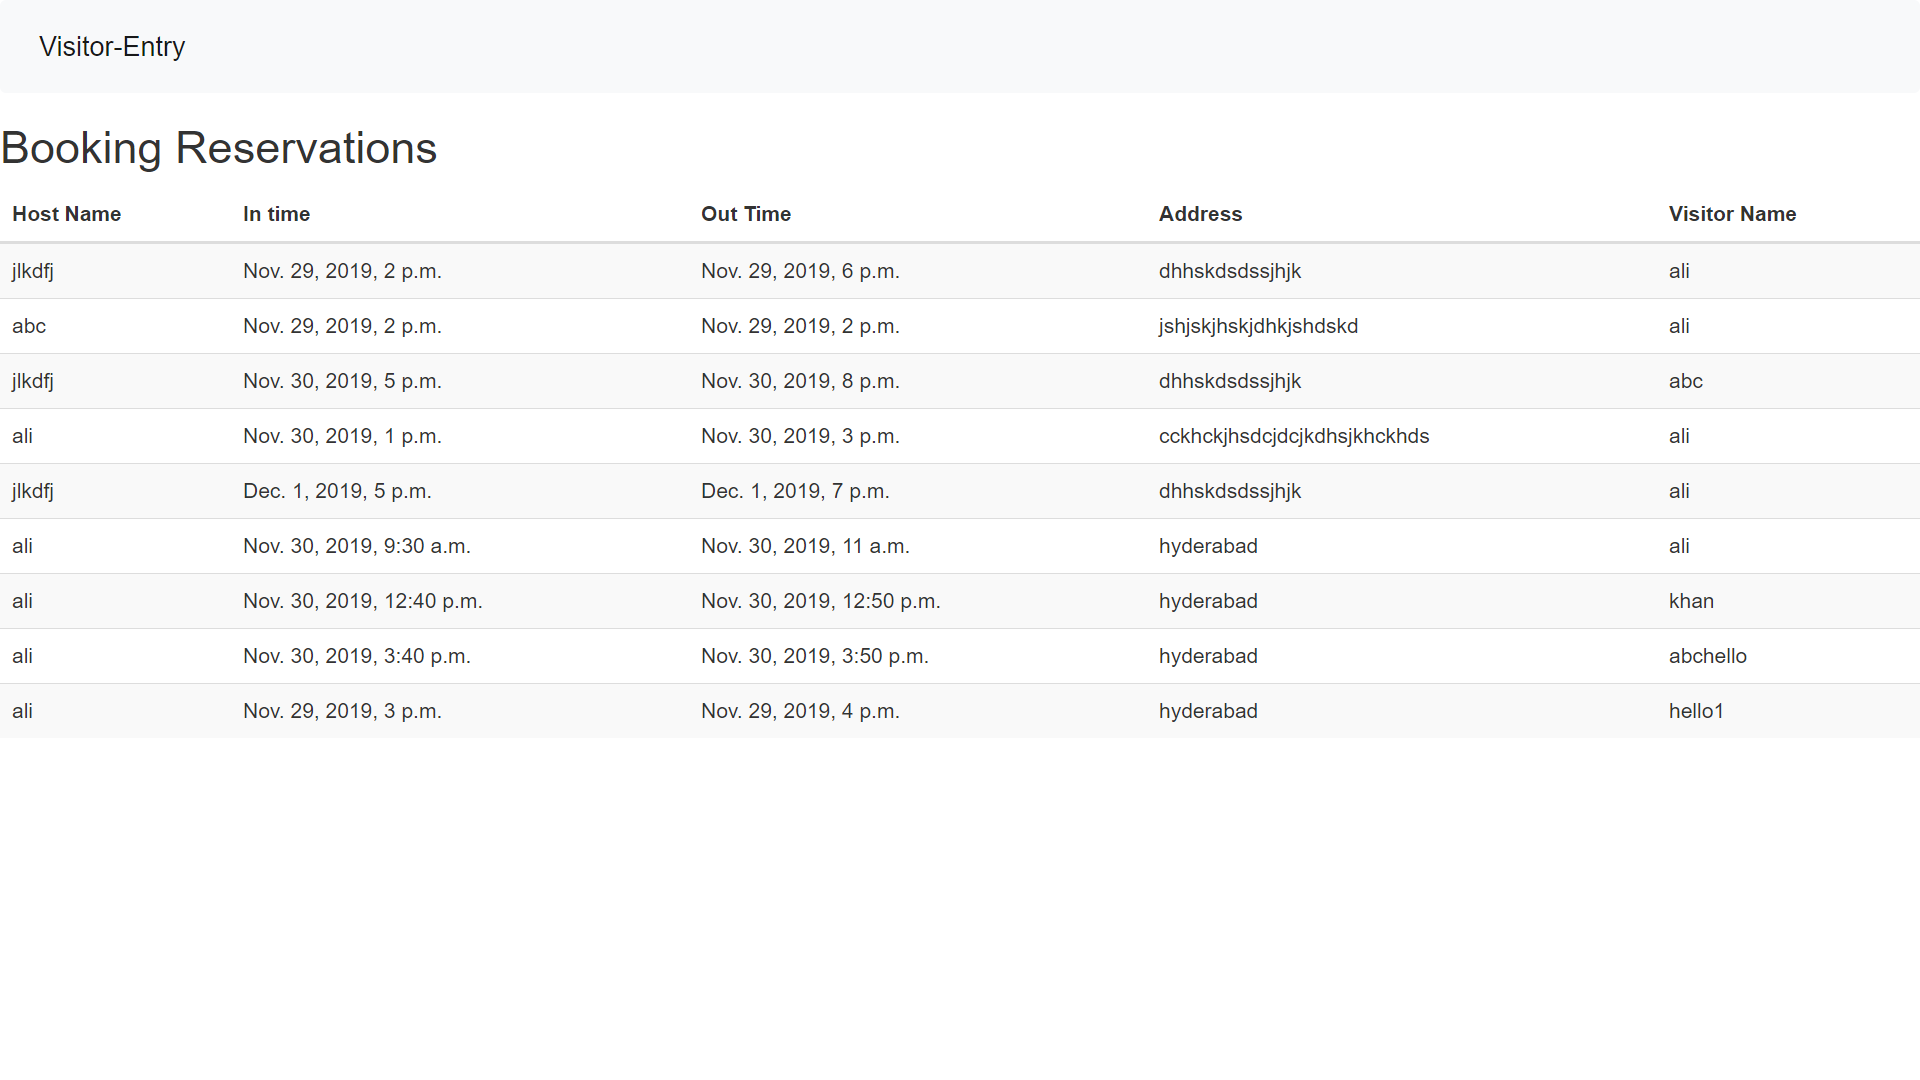 Visitor-Entry
Booking Reservations
Host Name In time Out Time Address Visitor Name
jlkdfj Nov. 29, 2019, 2 p.m. Nov. 29, 2019, 6 p.m. dhhskdsdssjhjk ali
abc Nov. 29, 2019, 2 p.m. Nov. 29, 2019, 2 p.m. jshjskjhskjdhkjshdskd ali
jlkdfj Nov. 30, 2019, 5 p.m. Nov. 30, 2019, 8 p.m. dhhskdsdssjhjk abc
ali Nov. 30, 2019, 1 p.m. Nov. 30, 2019, 3 p.m. cckhckjhsdcjdcjkdhsjkhckhds ali
jlkdfj Dec. 1, 2019, 5 p.m. Dec. 1, 2019, 7 p.m. dhhskdsdssjhjk ali
ali Nov. 30, 2019, 9:30 a.m. Nov. 30, 2019, 11 a.m. hyderabad ali
ali Nov. 30, 2019, 12:40 p.m. Nov. 30, 2019, 12:50 p.m. hyderabad khan
ali Nov. 30, 2019, 3:40 p.m. Nov. 30, 2019, 3:50 p.m. hyderabad abchello
ali Nov. 29, 2019, 3 p.m. Nov. 29, 2019, 4 p.m. hyderabad hello1